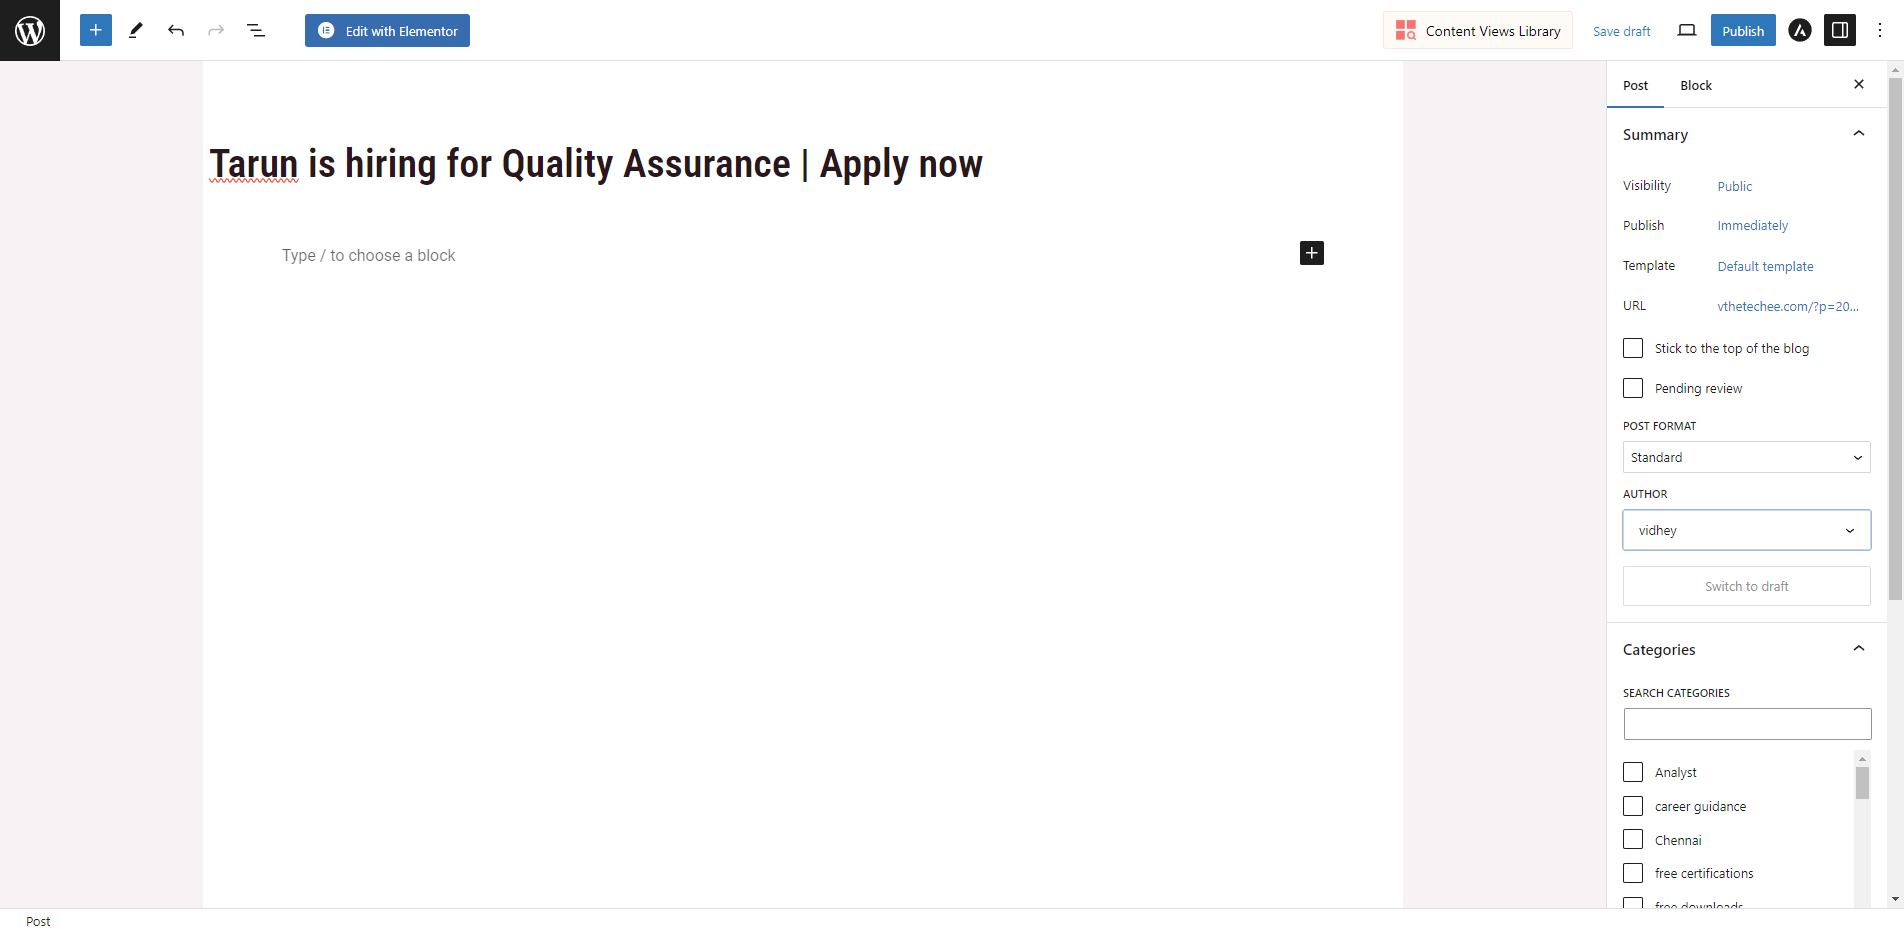 Edit with Elementor
Content Views Library
Save draft
Publish
Tarun is hiring for Quality Assurance | Apply now
Type / to choose a block
Post
Block
Summary
Visibility
Public
Publish
Immediately
Template
Default template
URL
vthetechee.com/?p=20...
Stick to the top of the blog
Pending review
POST FORMAT
Standard
AUTHOR
vidhey
Switch to draft
Categories
SEARCH CATEGORIES
Analyst
career guidance
Chennai
free certifications
free downloads
Post